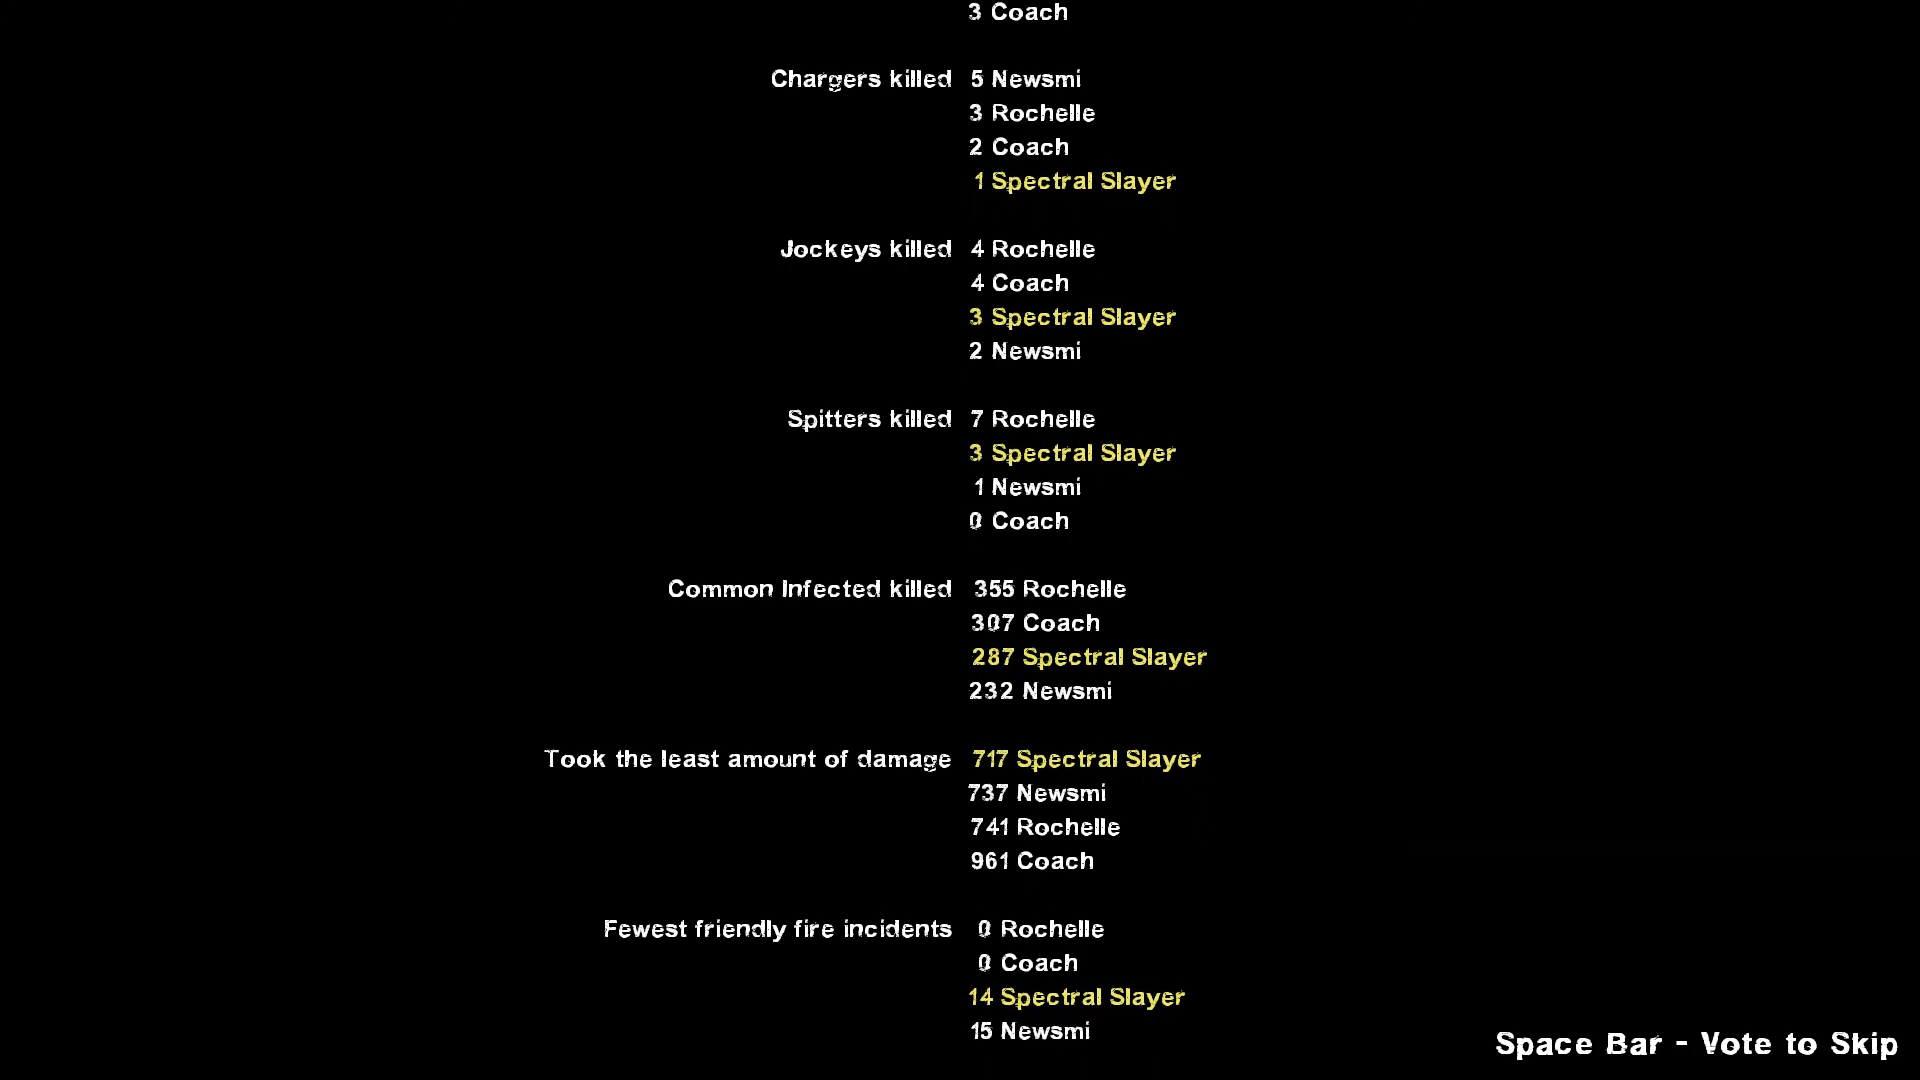 3 Coach
Chargers killed 5 Newsmi
3 Rochelle
2 Coach
1 Spectral Slayer
Jockeys killed 4 Rochelle
4 Coach
3 Spectral Slayer
2 Newsmi
Spitters killed 7 Rochelle
3 Spectral Slayer
1 Newsmi
0 Coach
Common Infected killed 355 Rochelle
307 Coach
287 Spectral Slayer
232 Newsmi
Took the least amount of damage 717 Spectral Slayer
737 Newsmi
741 Rochelle
961 Coach
Fewest friendly fire incidents 0 Rochelle
0 Coach
14 Spectral Slayer
15 Newsmi
Space Bar - Vote to Skip